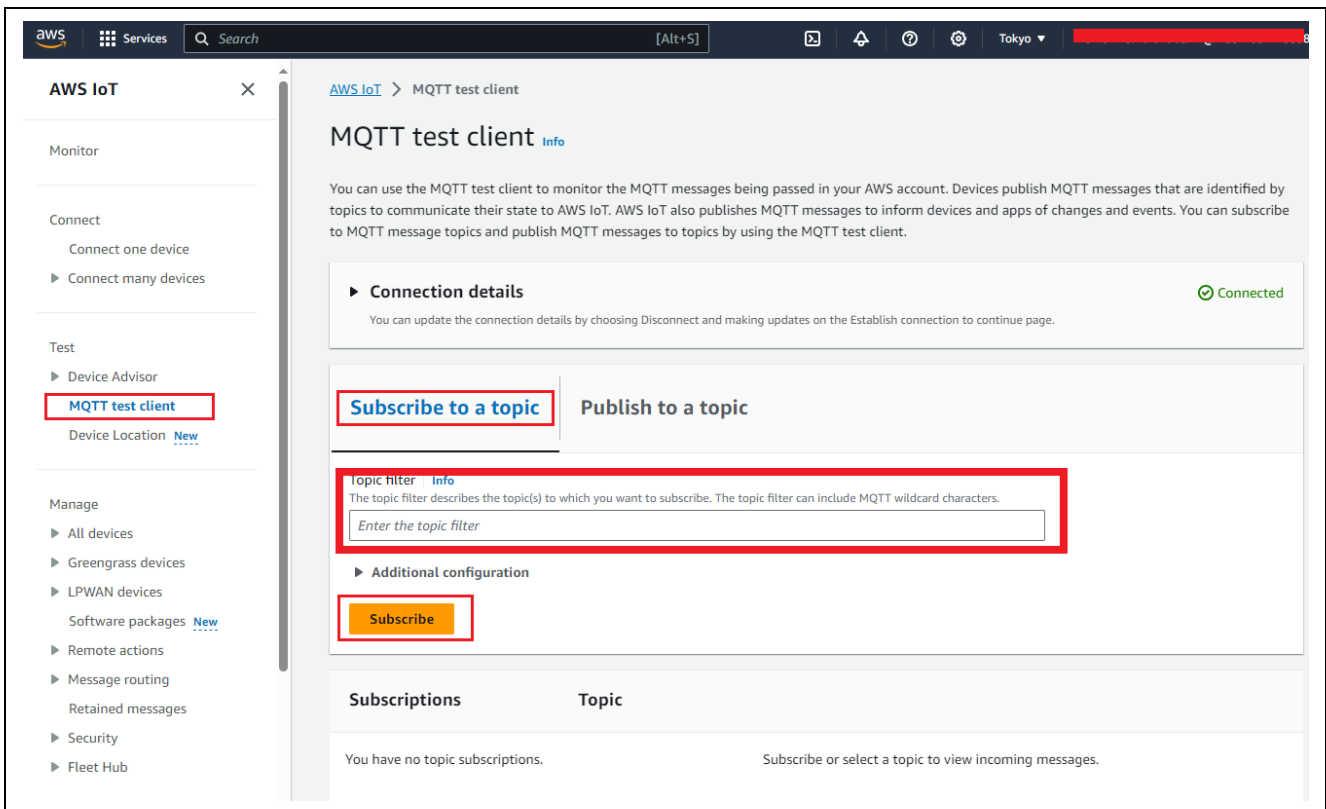 aws
Services
Search
[Alt+S]
Tokyo
AWS IoT
Monitor
Connect
Connect one device
Connect many devices
Test
Device Advisor
MQTT test client
Device Location New
Manage
All devices
Greengrass devices
LPWAN devices
Software packages New
Remote actions
Message routing
Retained messages
Security
Fleet Hub
AWS IoT > MQTT test client
MQTT test client Info
You can use the MQTT test client to monitor the MQTT messages being passed in your AWS account. Devices publish MQTT messages that are identified by
topics to communicate their state to AWS IoT. AWS IoT also publishes MQTT messages to inform devices and apps of changes and events. You can subscribe
to MQTT message topics and publish MQTT messages to topics by using the MQTT test client.
Connection details
Connected
You can update the connection details by choosing Disconnect and making updates on the Establish connection to continue page.
Subscribe to a topic
Publish to a topic
Topic filter Info
The topic filter describes the topic(s) to which you want to subscribe. The topic filter can include MQTT wildcard characters.
Enter the topic filter
Additional configuration
Subscribe
Subscriptions
Topic
You have no topic subscriptions.
Subscribe or select a topic to view incoming messages.